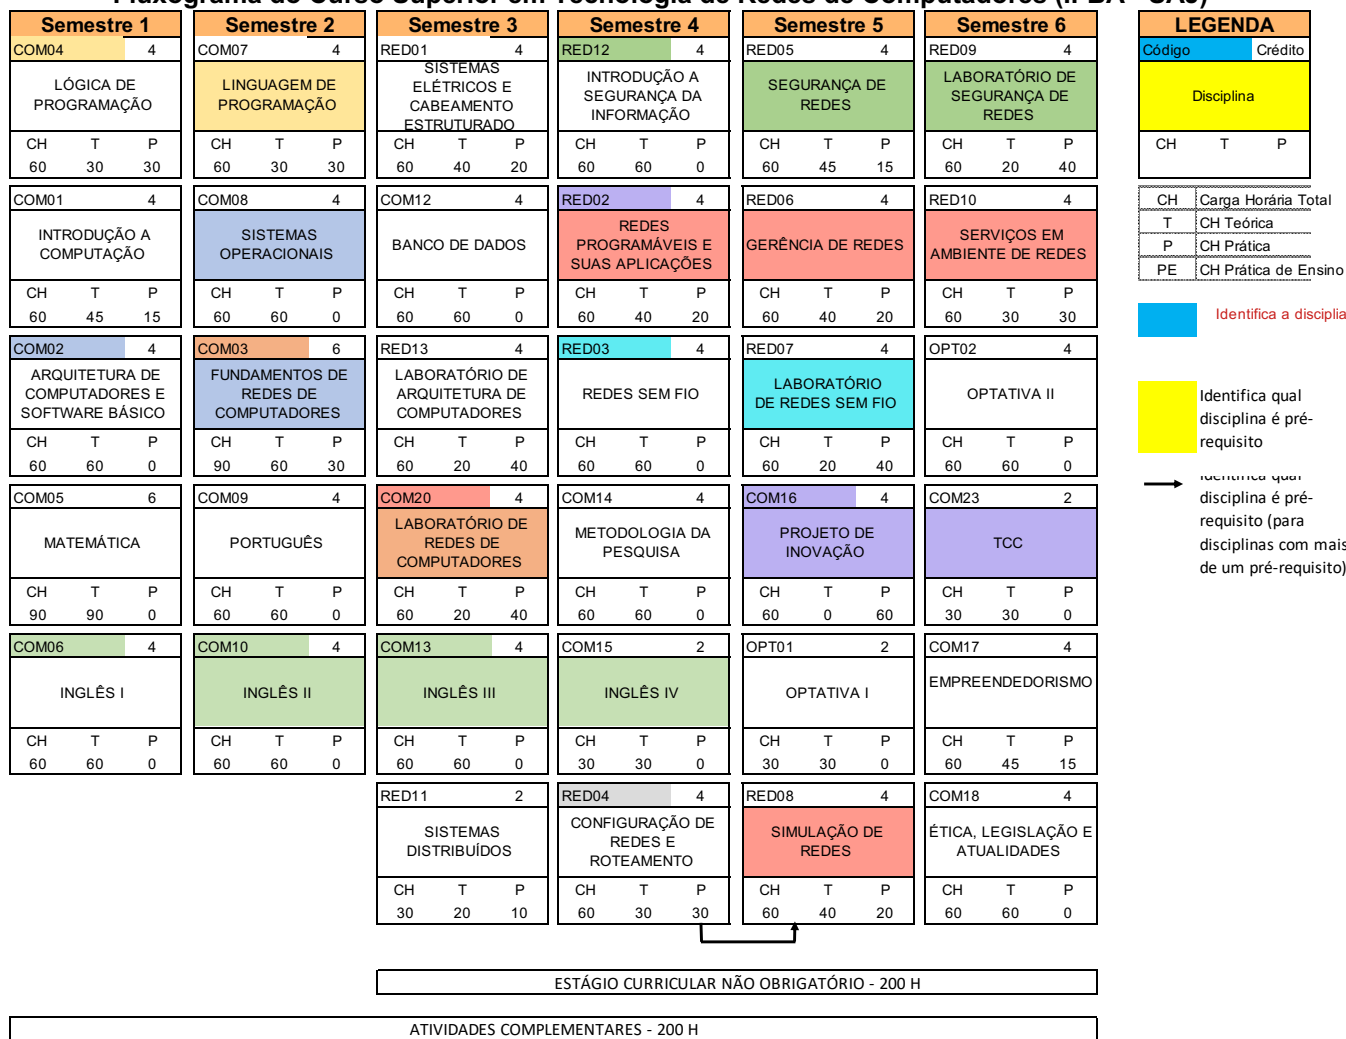 Fluxograma do Curso Superior em Tecnologia de Redes de Computadores (IFBA - SAJ)
Semestre 1 Semestre 2 Semestre 3 Semestre 4 Semestre 5 Semestre 6 LEGENDA
COM04 4 COM07 4 RED01 4 RED12 4 RED05 4 RED09 4 Código Crédito
LÓGICA DE
PROGRAMAÇÃO
LINGUAGEM DE
PROGRAMAÇÃO
SISTEMAS
ELÉTRICOS E
CABEAMENTO
ESTRUTURADO
INTRODUÇÃO A
SEGURANÇA DA
INFORMAÇÃO
SEGURANÇA DE
REDES
LABORATÓRIO DE
SEGURANÇA DE
REDES
Disciplina
CH T P CH T P CH T P CH T P CH T P CH T P CH T P
60 30 30 60 30 30 60 40 20 60 60 0 60 45 15 60 20 40
COM01 4 COM08 4 COM12 4 RED02 4 RED06 4 RED10 4
INTRODUÇÃO A
COMPUTAÇÃO
SISTEMAS
OPERACIONAIS
BANCO DE DADOS
REDES
PROGRAMÁVEIS E
SUAS APLICAÇÕES
GERÊNCIA DE REDES
SERVIÇOS EM
AMBIENTE DE REDES
CH T P CH T P CH T P CH T P CH T P CH T P
60 45 15 60 60 0 60 60 0 60 40 20 60 40 20 60 30 30
CH Carga Horária Total
T CH Teórica
P CH Prática
PE CH Prática de Ensino
Identifica a disciplia
COM02 4 COM03 6 RED13 4 RED03 4 RED07 4 OPT02 4
ARQUITETURA DE
COMPUTADORES E
SOFTWARE BÁSICO
FUNDAMENTOS DE
REDES DE
COMPUTADORES
LABORATÓRIO DE
ARQUITETURA DE
COMPUTADORES
REDES SEM FIO
LABORATÓRIO
DE REDES SEM FIO
OPTATIVA II
CH T P CH T P CH T P CH T P CH T P CH T P
60 60 0 90 60 30 60 20 40 60 60 0 60 20 40 60 60 0
Identifica qual
disciplina é pré-
requisito
COM05 6 COM09 4 COM20 4 COM14 4 COM16 4 COM23 2
MATEMÁTICA
PORTUGUÊS
LABORATÓRIO DE
REDES DE
COMPUTADORES
METODOLOGIA DA
PESQUISA
PROJETO DE
INOVAÇÃO
TCC
CH T P CH T P CH T P CH T P CH T P CH T P
90 90 0 60 60 0 60 20 40 60 60 0 60 0 60 30 30 0
Identifica qual
disciplina é pré-
requisito (para
disciplinas com mais
de um pré-requisito)
COM06 4 COM10 4 COM13 4 COM15 2 OPT01 2 COM17 4
INGLÊS I
INGLÊS II
INGLÊS III
INGLÊS IV
OPTATIVA I
EMPREENDEDORISMO
CH T P CH T P CH T P CH T P CH T P CH T P
60 60 0 60 60 0 60 60 0 30 30 0 30 30 0 60 45 15
RED11 2 RED04 4 RED08 4 COM18 4
SISTEMAS
DISTRIBUÍDOS
CONFIGURAÇÃO DE
REDES E
ROTEAMENTO
SIMULAÇÃO DE
REDES
ÉTICA, LEGISLAÇÃO E
ATUALIDADES
CH T P CH T P CH T P CH T P
30 20 10 60 30 30 60 40 20 60 60 0
ESTÁGIO CURRICULAR NÃO OBRIGATÓRIO - 200 H
ATIVIDADES COMPLEMENTARES - 200 H